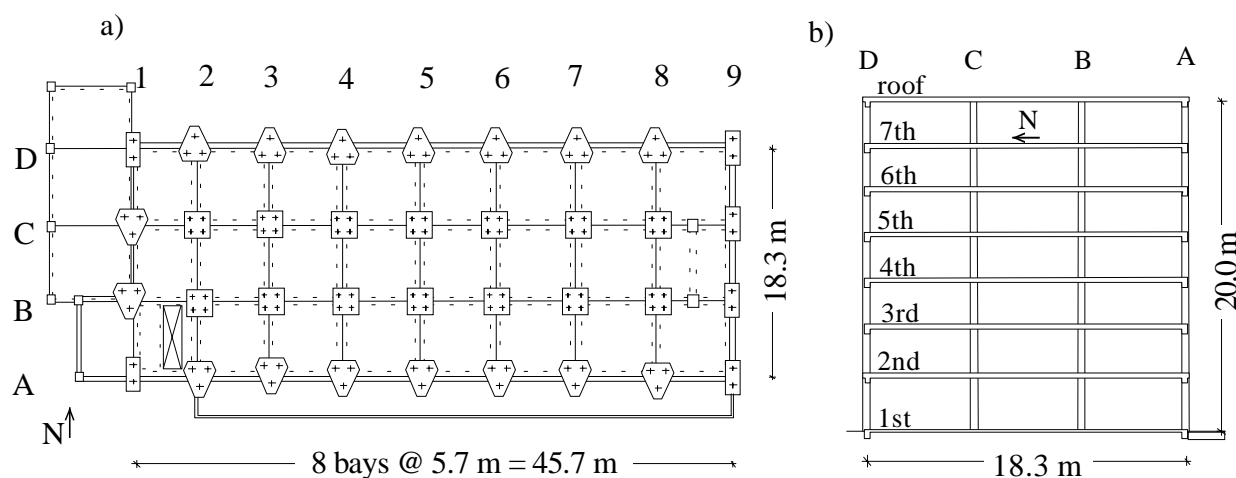 a)
1 2 3 4 5 6 7 8 9
D
C
B
A
N
18.3 m
8 bays @ 5.7 m = 45.7 m
b)
D C B A
roof
N
7th
6th
5th
4th
3rd
2nd
1st
20.0 m
18.3 m